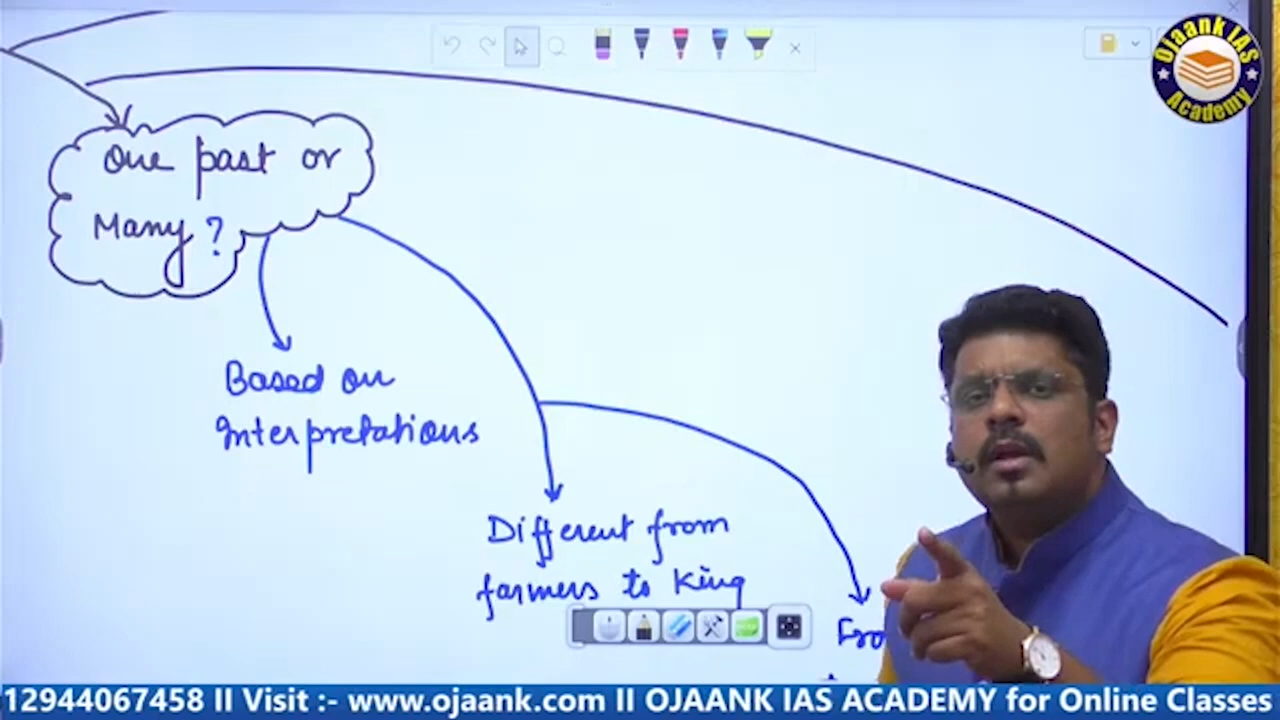 Ojaank IAS
Academy
One past or
Many?
Based on
Interpretations
Different from
farmers to King
12944067458 II Visit :- www.ojaank.com II OJAANK IAS ACADEMY for Online Classes